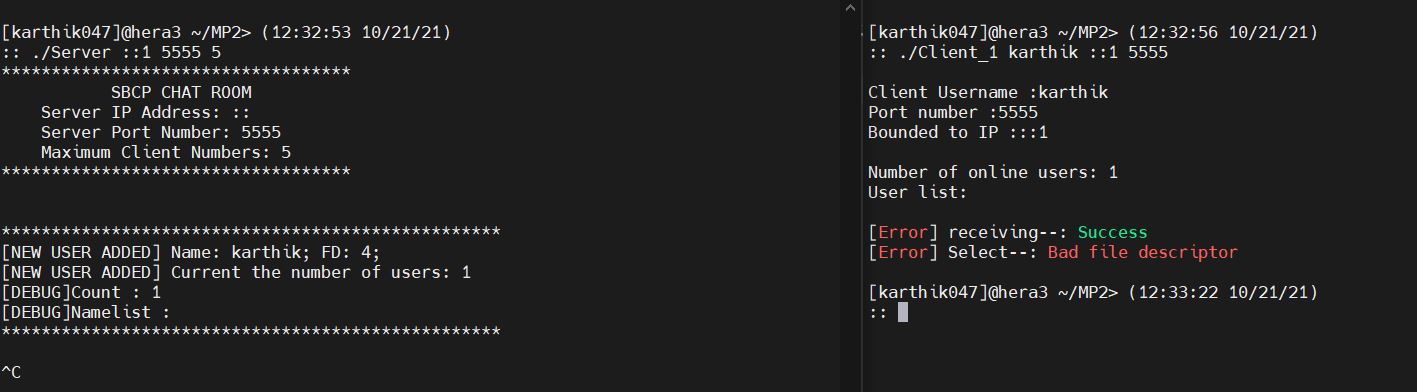 [karthik047]@hera3 ~/MP2> (12:32:53 10/21/21)
:: ./Server ::1 5555 5
***********************************
SBCP CHAT ROOM
Server IP Address: ::
Server Port Number: 5555
Maximum Client Numbers: 5
***********************************
**************************************************
[NEW USER ADDED] Name: karthik; FD: 4;
[NEW USER ADDED] Current the number of users: 1
[DEBUG]Count : 1
[DEBUG]Namelist :
**************************************************
^C
[karthik047]@hera3 ~/MP2> (12:32:56 10/21/21)
:: ./Client_1 karthik ::1 5555
Client Username :karthik
Port number :5555
Bounded to IP :::1
Number of online users: 1
User list:
[Error] receiving--: Success
[Error] Select--: Bad file descriptor
[karthik047]@hera3 ~/MP2> (12:33:22 10/21/21)
::